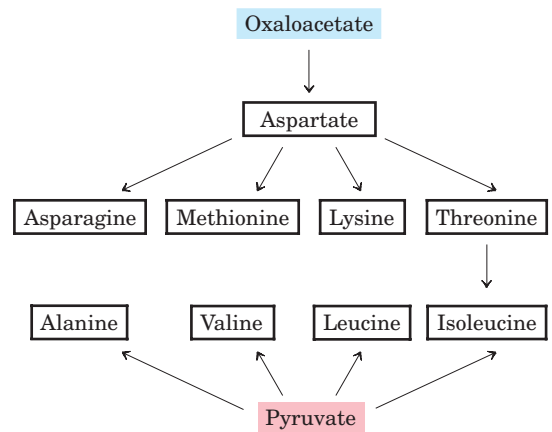 Oxaloacetate
Aspartate
Asparagine Methionine Lysine Threonine
Alanine Valine Leucine Isoleucine
Pyruvate